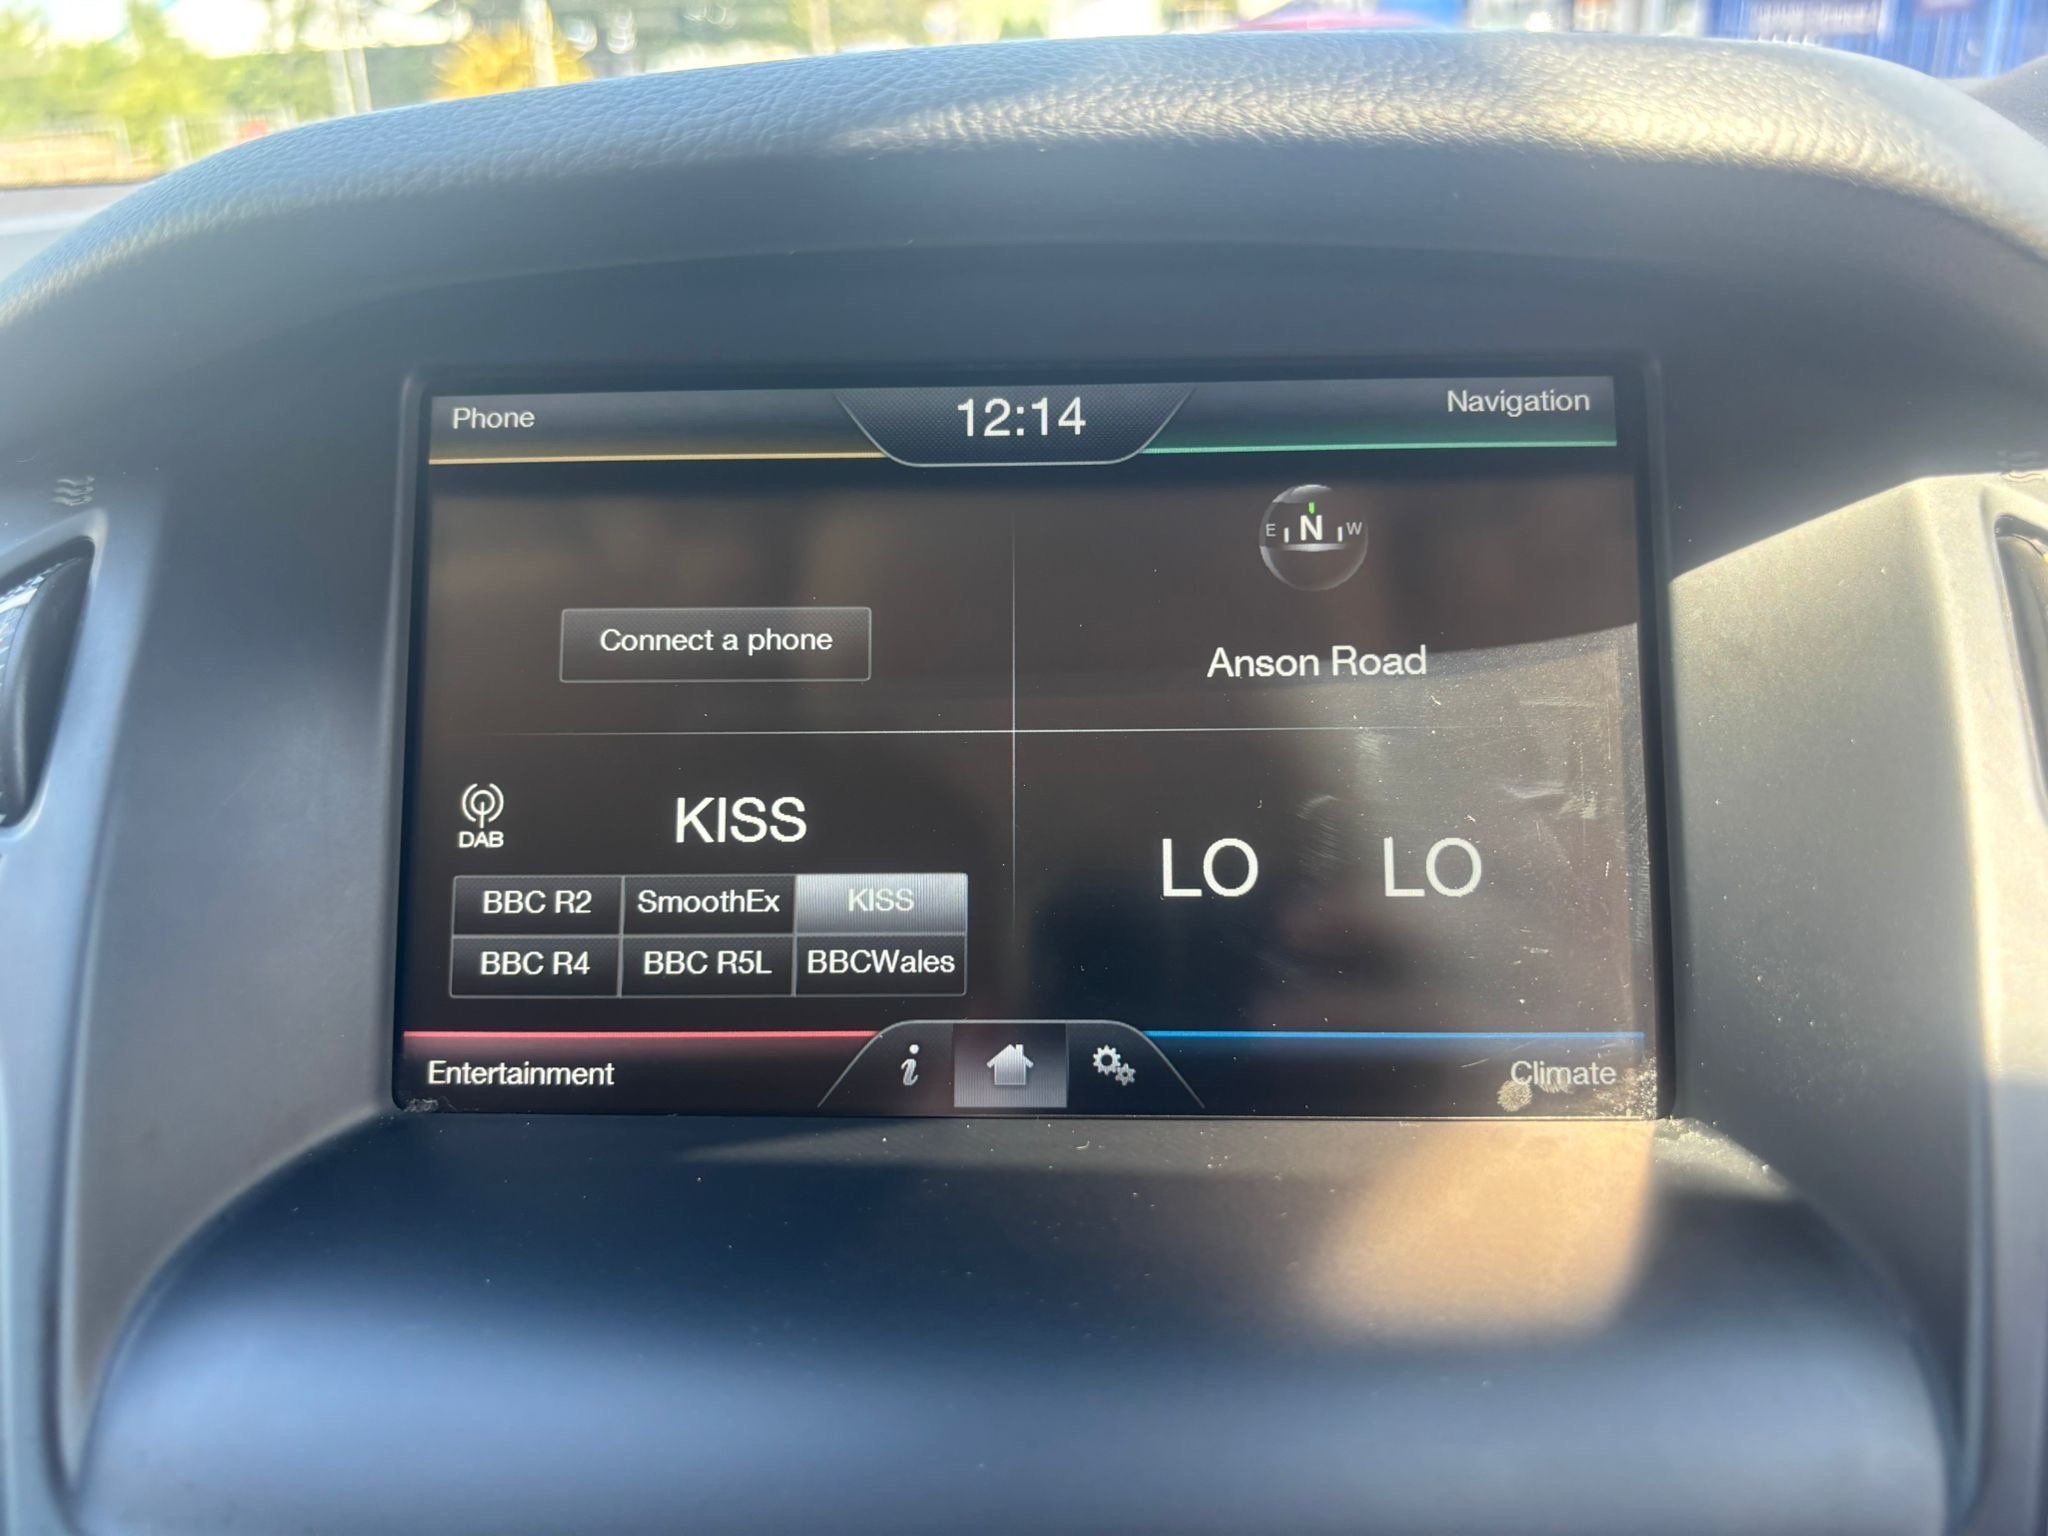 Phone
12:14
Navigation
E N W
Connect a phone
Anson Road
DAB
KISS
BBC R2
SmoothEx
KISS
BBC R4
BBC R5L
BBCWales
LO
LO
Entertainment
i
Climate